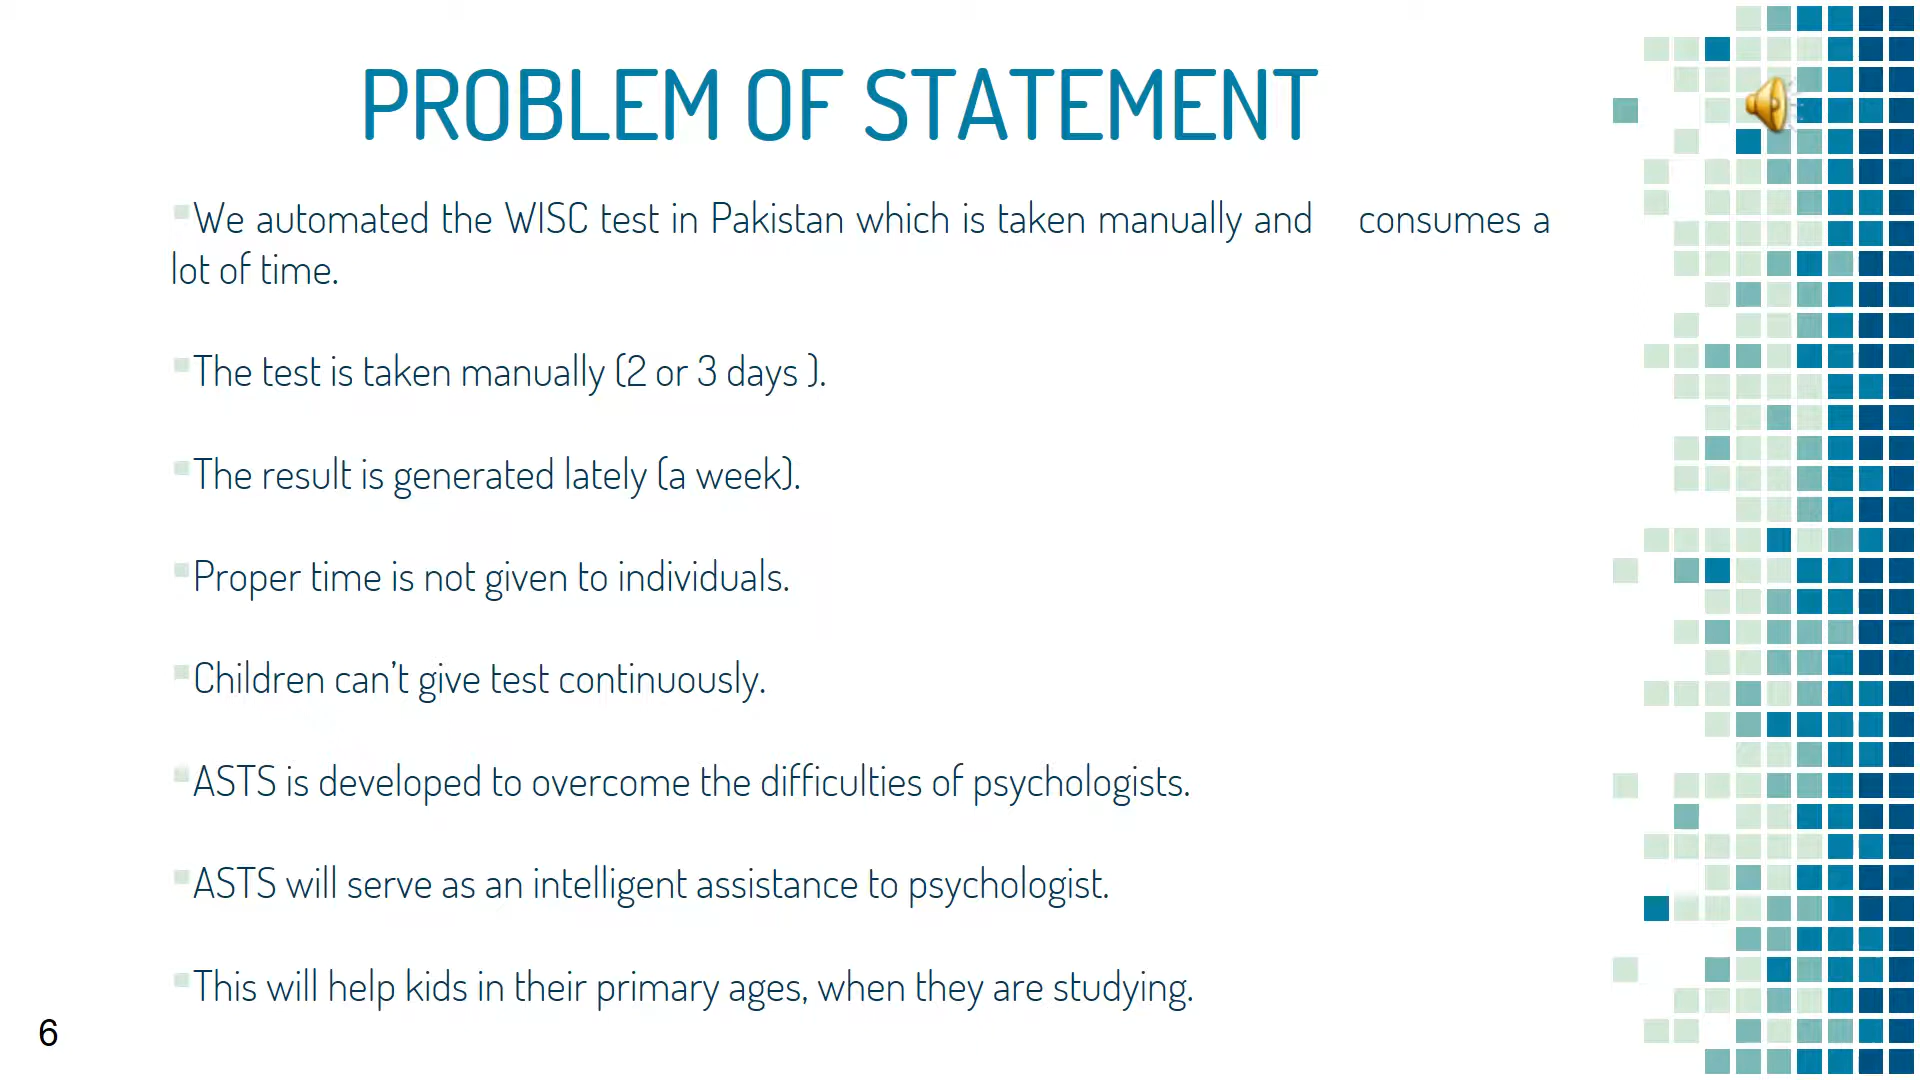 PROBLEM OF STATEMENT
We automated the WISC test in Pakistan which is taken manually and consumes a
lot of time.
The test is taken manually (2 or 3 days ).
The result is generated lately (a week).
Proper time is not given to individuals.
Children can't give test continuously.
ASTS is developed to overcome the difficulties of psychologists.
ASTS will serve as an intelligent assistance to psychologist.
This will help kids in their primary ages, when they are studying.
6